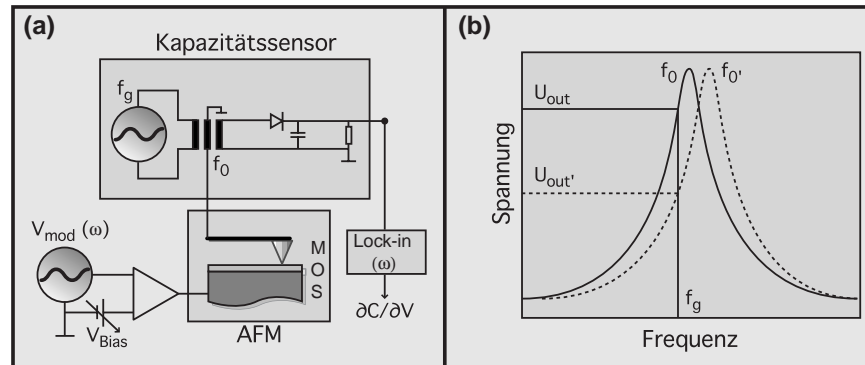 (a)
Kapazitätssensor
f_g
f_0
V_mod (ω)
V_Bias
M
O
S
AFM
Lock-in
(ω)
∂C/∂V
(b)
Spannung
U_out
U_out'
f_0
f_0'
f_g
Frequenz